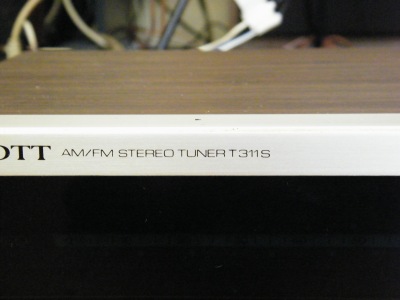 OTT AM/FM STEREO TUNER T311S